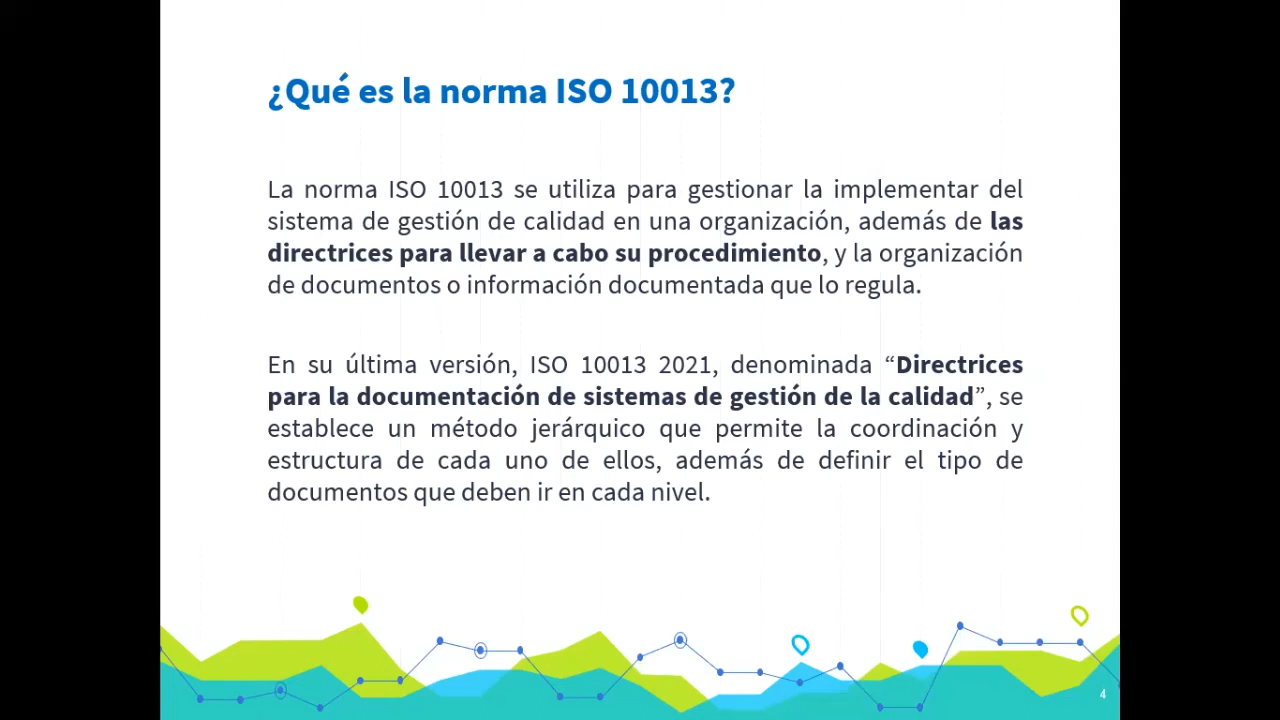 ¿Qué es la norma ISO 10013?
La norma ISO 10013 se utiliza para gestionar la implementar del
sistema de gestión de calidad en una organización, además de las
directrices para llevar a cabo su procedimiento, y la organización
de documentos o información documentada que lo regula.
En su última versión, ISO 10013 2021, denominada “Directrices
para la documentación de sistemas de gestión de la calidad”, se
establece un método jerárquico que permite la coordinación y
estructura de cada uno de ellos, además de definir el tipo de
documentos que deben ir en cada nivel.
4